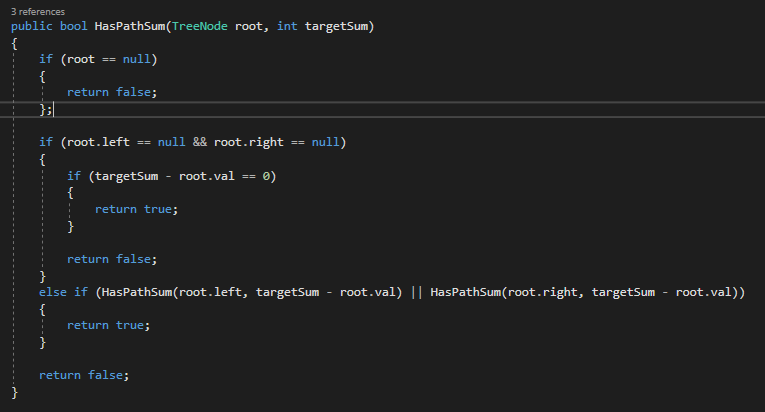 3 references
public bool HasPathSum(TreeNode root, int targetSum)
{
    if (root == null)
    {
        return false;
    };

    if (root.left == null && root.right == null)
    {
        if (targetSum - root.val == 0)
        {
            return true;
        }

        return false;
    }
    else if (HasPathSum(root.left, targetSum - root.val) || HasPathSum(root.right, targetSum - root.val))
    {
        return true;
    }

    return false;
}